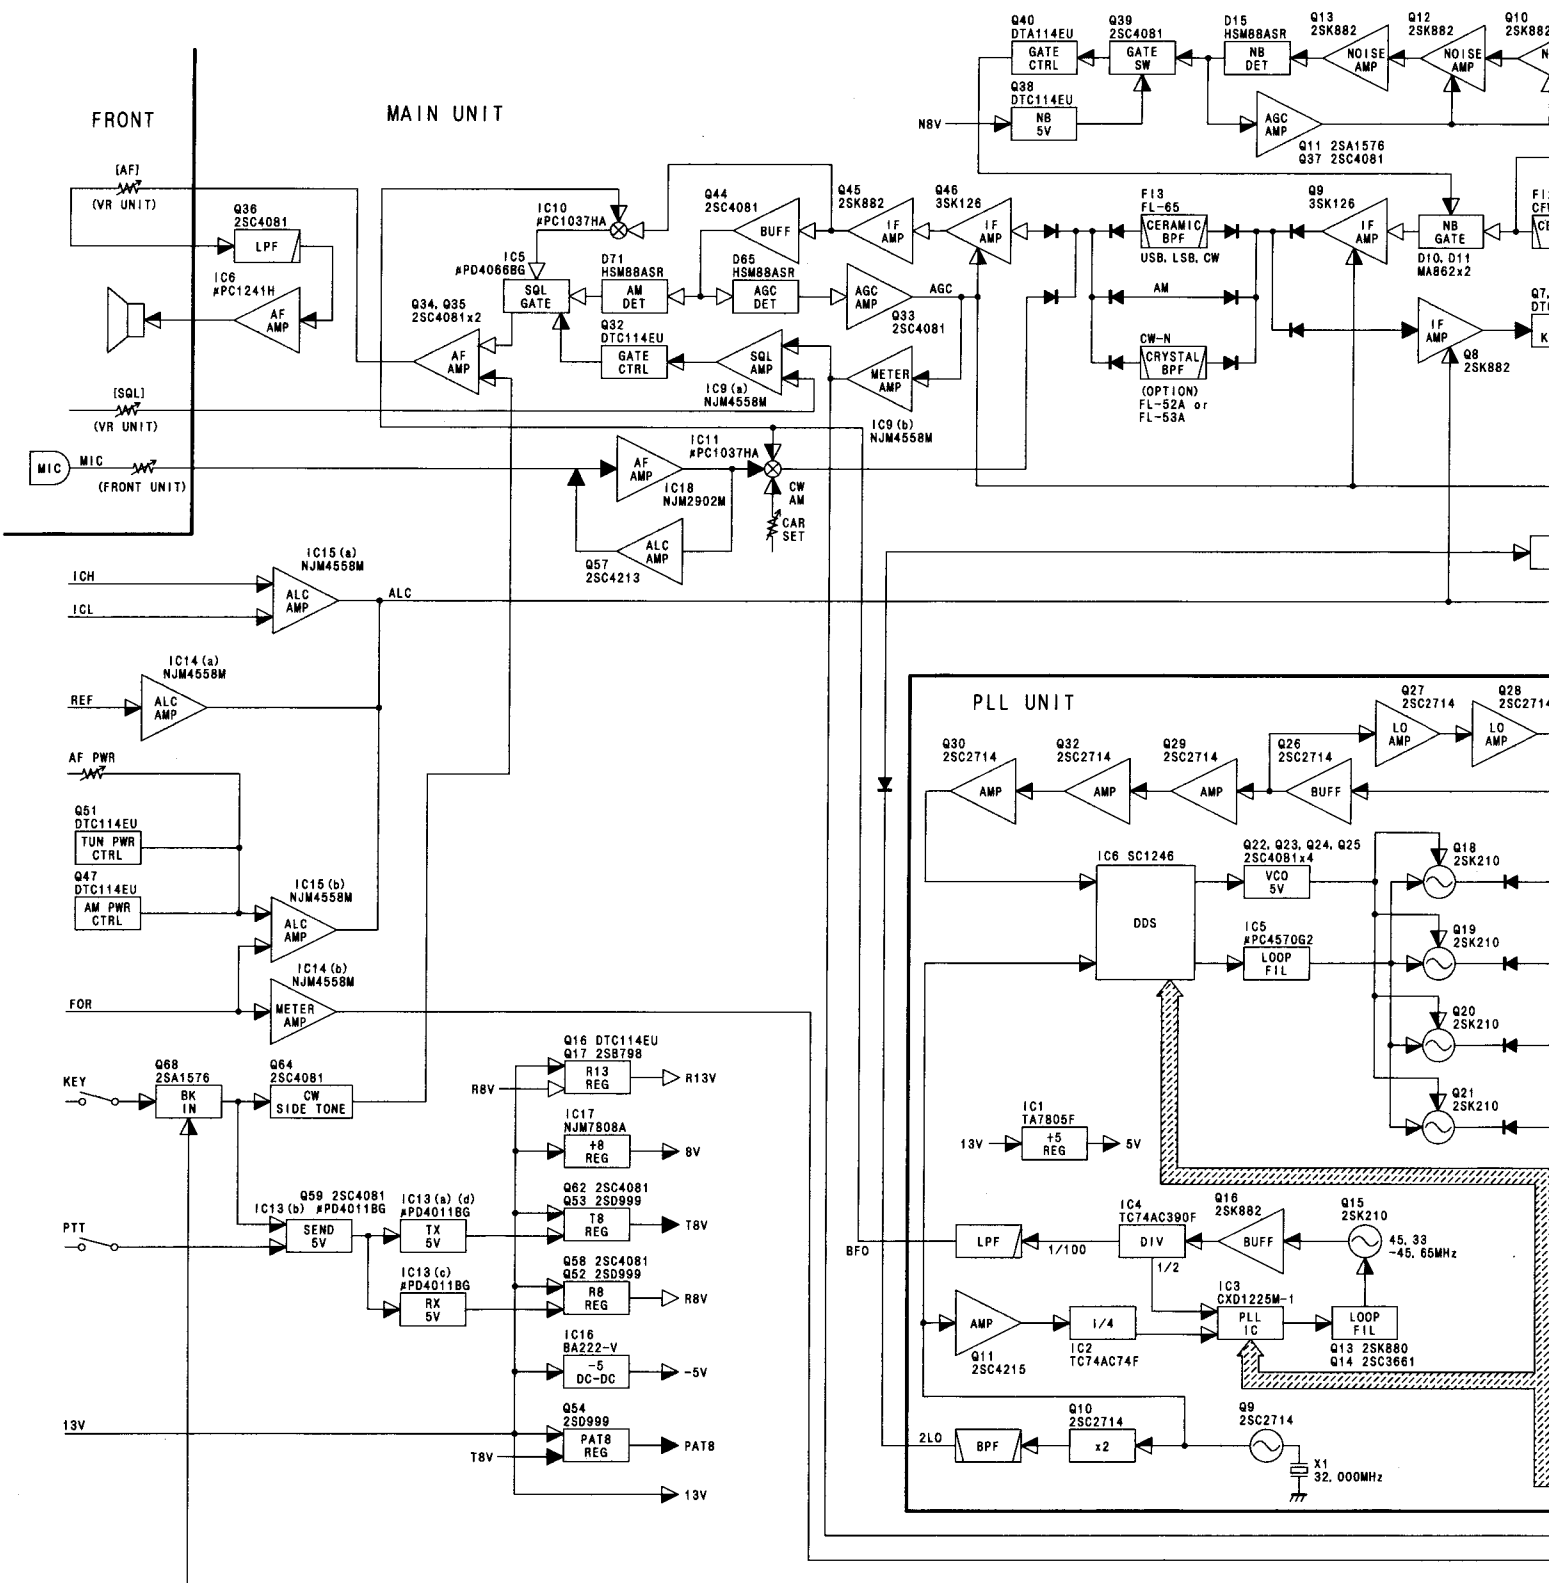 FRONT
MAIN UNIT
[AF]
(VR UNIT)
Q36
2SC4081
LPF
IC6
μPC1241H
AF
AMP
[SQL]
(VR UNIT)
MIC
MIC
(FRONT UNIT)
Q40
DTA114EU
GATE
CTRL
Q39
2SC4081
GATE
SW
D15
HSM88ASR
NB
DET
Q13
2SK882
NOISE
AMP
Q12
2SK882
NOISE
AMP
Q10
2SK882
N
Q38
DTC114EU
N8V
NB
5V
AGC
AMP
Q11 2SA1576
Q37 2SC4081
IC10
μPC1037HA
Q44
2SC4081
BUFF
Q45
2SK882
IF
AMP
Q46
3SK126
IF
AMP
FI3
FL-65
CERAMIC
BPF
USB, LSB, CW
Q9
3SK126
IF
AMP
NB
GATE
D10, D11
MA862x2
FI
CF
CE
IC5
μPD4066BG
SQL
GATE
D71
HSM88ASR
AM
DET
D65
HSM88ASR
AGC
DET
AGC
AMP
AGC
Q33
2SC4081
AM
Q34, Q35
2SC4081x2
AF
AMP
Q32
DTC114EU
GATE
CTRL
SQL
AMP
IC9(a)
NJM4558M
METER
AMP
IC9(b)
NJM4558M
CW-N
CRYSTAL
BPF
(OPTION)
FL-52A or
FL-53A
IF
AMP
Q8
2SK882
Q7,
DT
K
AF
AMP
IC18
NJM2902M
IC11
μPC1037HA
CW
AM
CAR
SET
ALC
AMP
Q57
2SC4213
ICH
ICL
IC15(a)
NJM4558M
ALC
AMP
ALC
REF
IC14(a)
NJM4558M
ALC
AMP
AF PWR
Q51
DTC114EU
TUN PWR
CTRL
Q47
DTC114EU
AM PWR
CTRL
IC15(b)
NJM4558M
ALC
AMP
FOR
IC14(b)
NJM4558M
METER
AMP
KEY
Q68
2SA1576
BK
IN
Q64
2SC4081
CW
SIDE TONE
PTT
Q59 2SC4081
IC13(b) μPD4011BG
SEND
5V
IC13(a)(d)
μPD4011BG
TX
5V
IC13(c)
μPD4011BG
RX
5V
Q16 DTC114EU
Q17 2SB798
R8V
R13
REG
R13V
IC17
NJM7808A
+8
REG
8V
Q62 2SC4081
Q53 2SD999
T8
REG
T8V
Q58 2SC4081
Q52 2SD999
R8
REG
R8V
IC16
BA222-V
-5
DC-DC
-5V
13V
Q54
2SD999
T8V
PAT8
REG
PAT8
13V
PLL UNIT
Q30
2SC2714
AMP
Q32
2SC2714
AMP
Q29
2SC2714
AMP
Q26
2SC2714
BUFF
Q27
2SC2714
LO
AMP
Q28
2SC2714
LO
AMP
IC6 SC1246
DDS
Q22, Q23, Q24, Q25
2SC4081x4
VCO
5V
IC5
μPC4570G2
LOOP
FIL
Q18
2SK210
Q19
2SK210
Q20
2SK210
Q21
2SK210
IC1
TA7805F
13V
+5
REG
5V
BFO
LPF
1/100
IC4
TC74AC390F
DIV
1/2
Q16
2SK882
BUFF
Q15
2SK210
45.33
~45.65MHz
AMP
Q11
2SC4215
1/4
IC2
TC74AC74F
IC3
CXD1225M-1
PLL
IC
LOOP
FIL
Q13 2SK880
Q14 2SC3661
2LO
BPF
Q10
2SC2714
x2
Q9
2SC2714
X1
32.000MHz